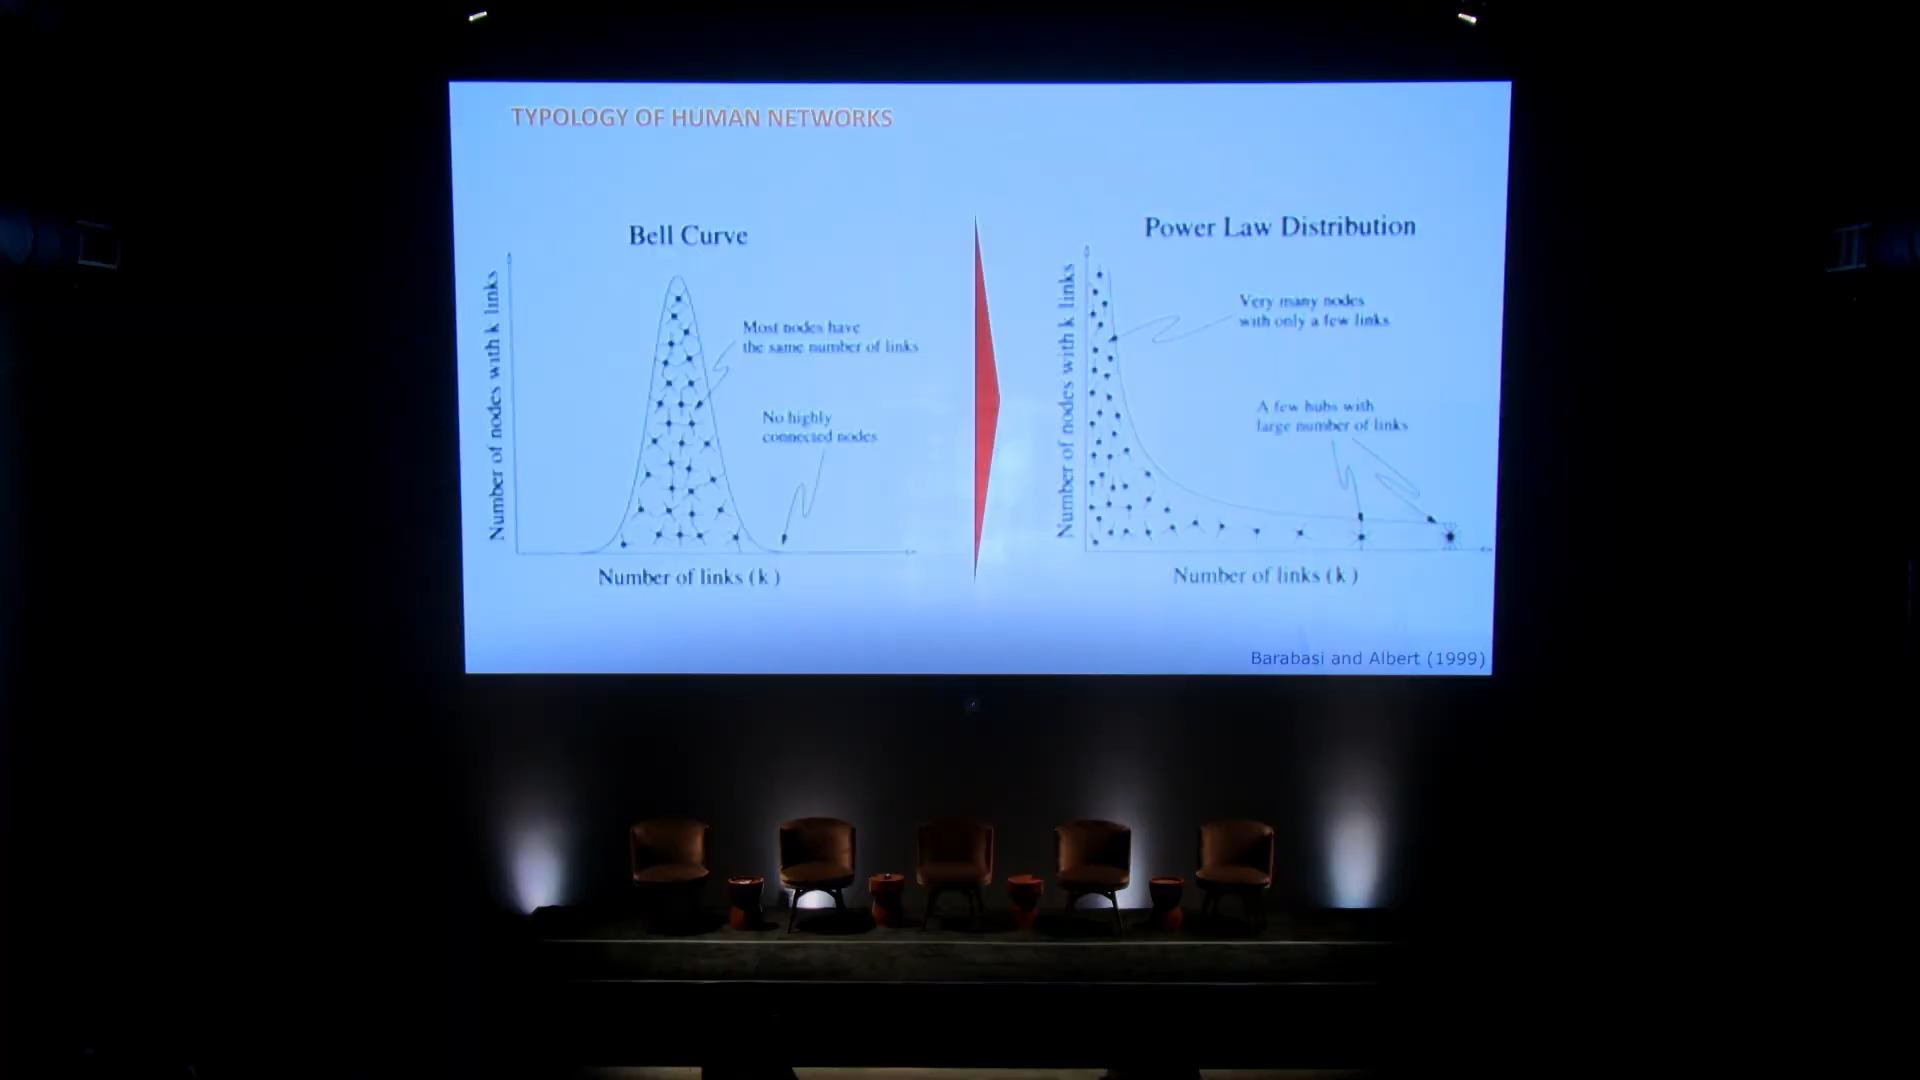 TYPOLOGY OF HUMAN NETWORKS
Bell Curve
Number of nodes with k links
Most nodes have
the same number of links
No highly
connected nodes
Number of links (k)
Power Law Distribution
Number of nodes with k links
Very many nodes
with only a few links
A few hubs with
large number of links
Number of links (k)
Barabasi and Albert (1999)